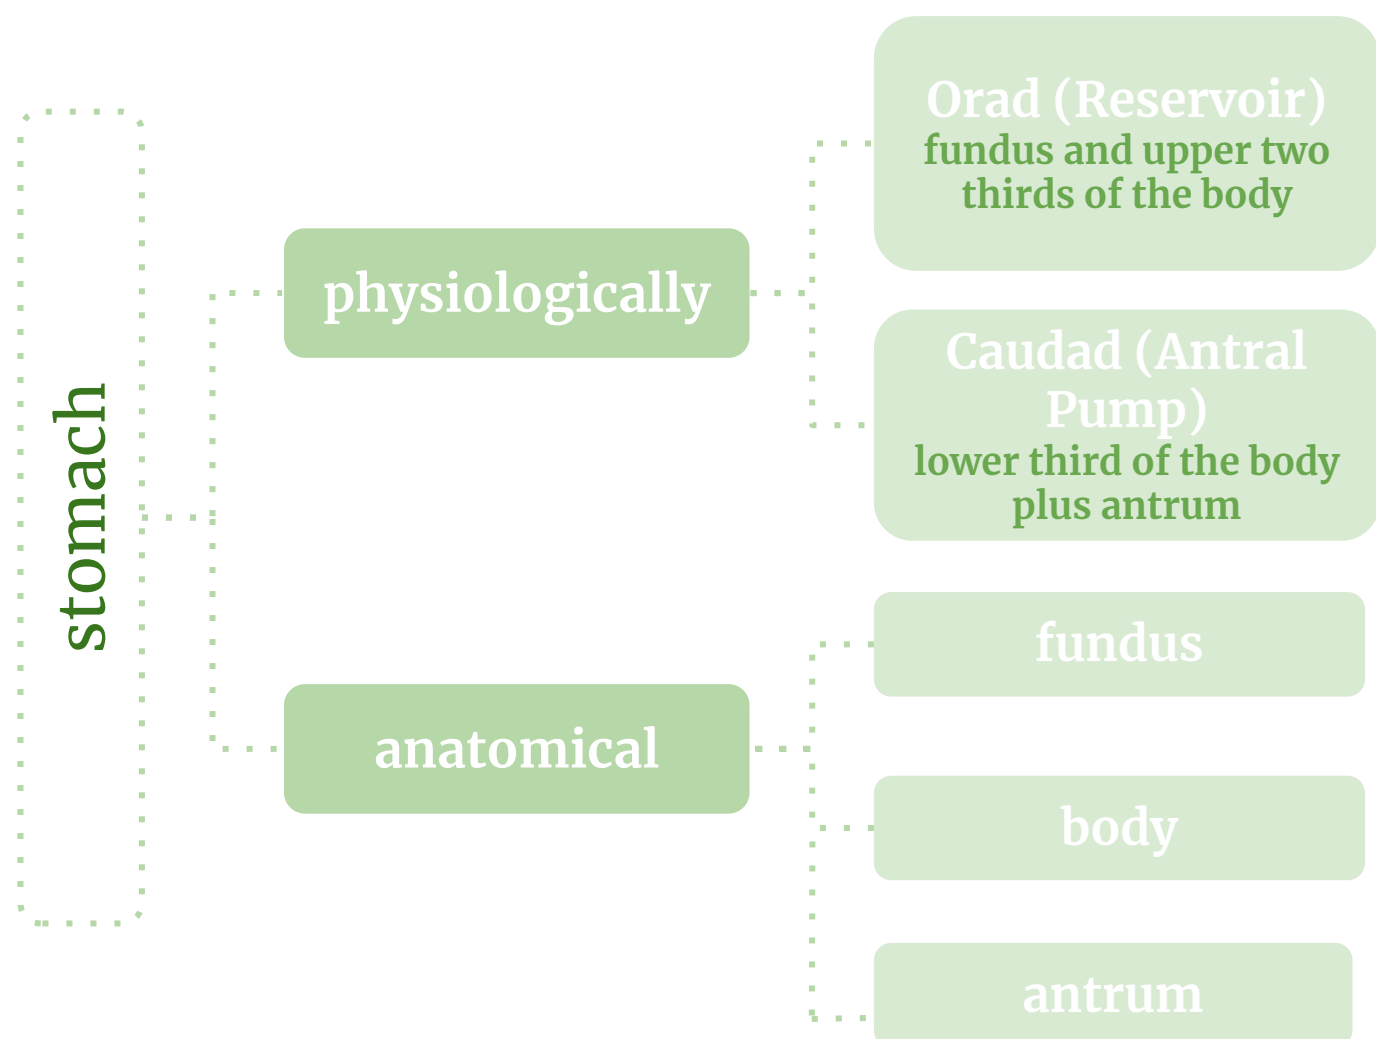 stomach
physiologically
Orad (Reservoir)
fundus and upper two
thirds of the body
Caudad (Antral
Pump)
lower third of the body
plus antrum
anatomical
fundus
body
antrum